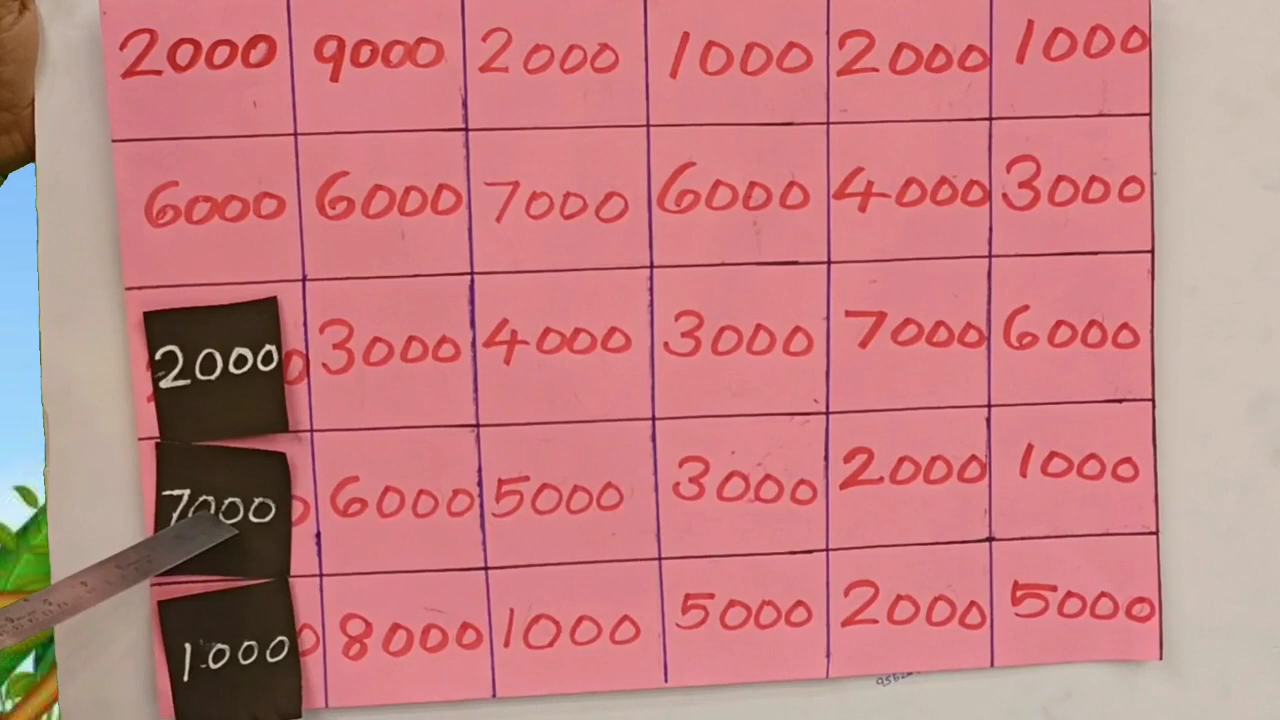 2000 9000 2000 1000 2000 1000
6000 6000 7000 6000 4000 3000
2000 3000 4000 3000 7000 6000
7000 6000 5000 3000 2000 1000
1000 8000 1000 5000 2000 5000